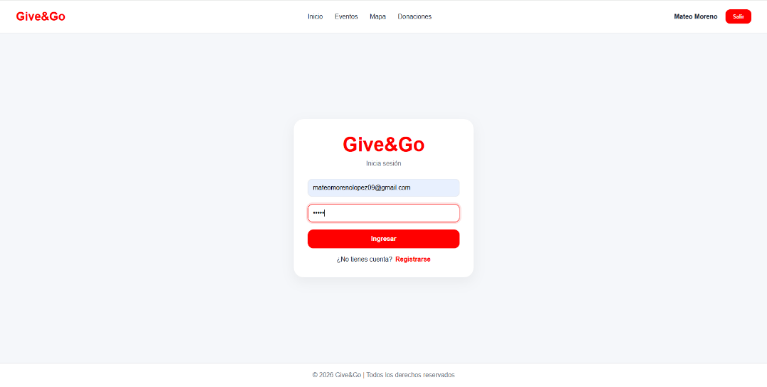 Give&Go
Inicio Eventos Mapa Donaciones
Mateo Moreno Salir
Give&Go
Inicia sesión
mateomorenolopez09@gmail.com
•••••
Ingresar
¿No tienes cuenta? Registrarse
© 2026 Give&Go | Todos los derechos reservados